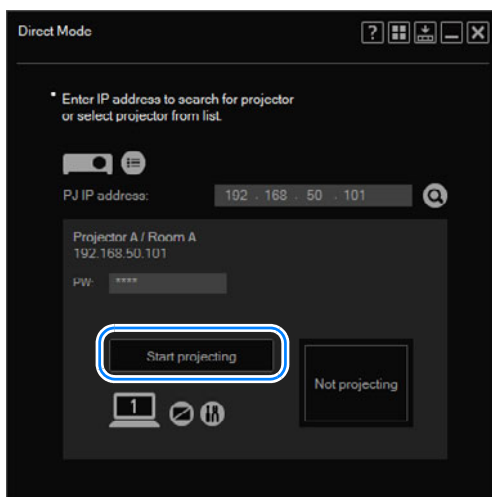 Direct Mode
?
Enter IP address to search for projector
or select projector from list.
PJ IP address: 192 . 168 . 50 . 101
Projector A / Room A
192.168.50.101
PW: ****
Start projecting
Not projecting
1